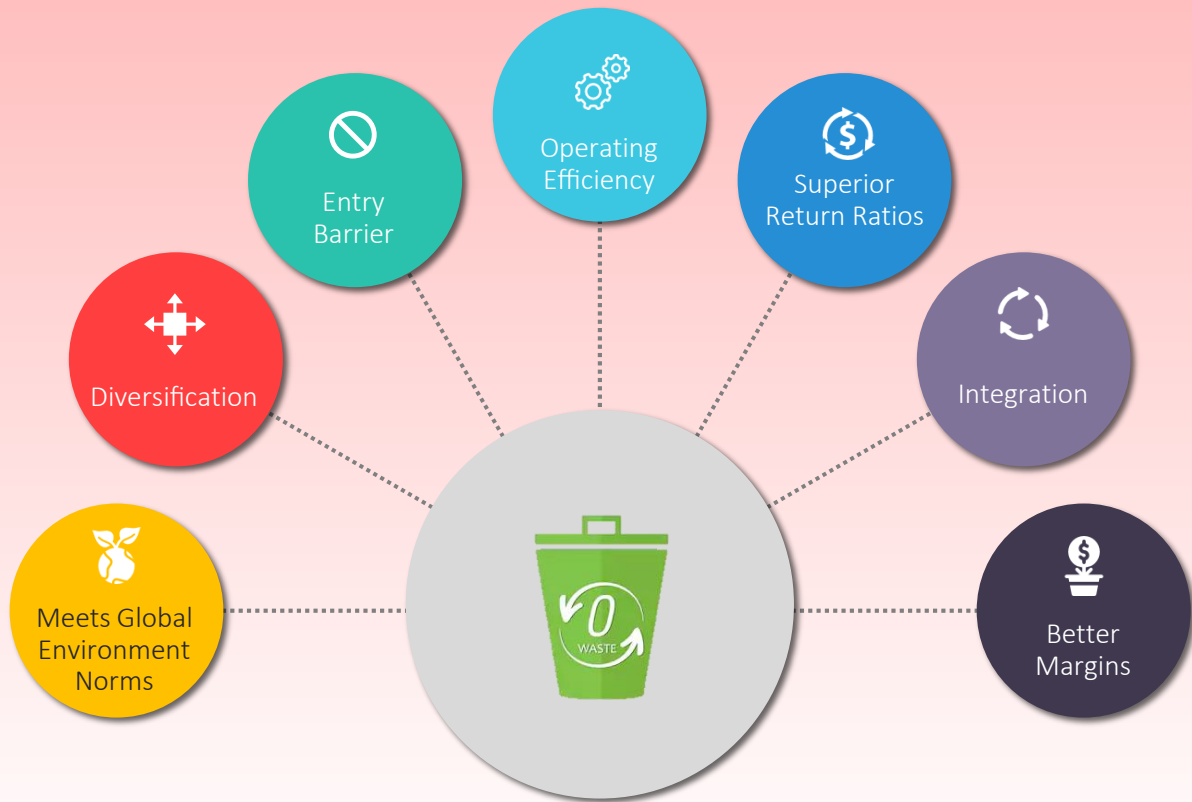 Operating
Efficiency
Entry
Barrier
Superior
Return Ratios
Diversification
Integration
Meets Global
Environment
Norms
0
WASTE
Better
Margins